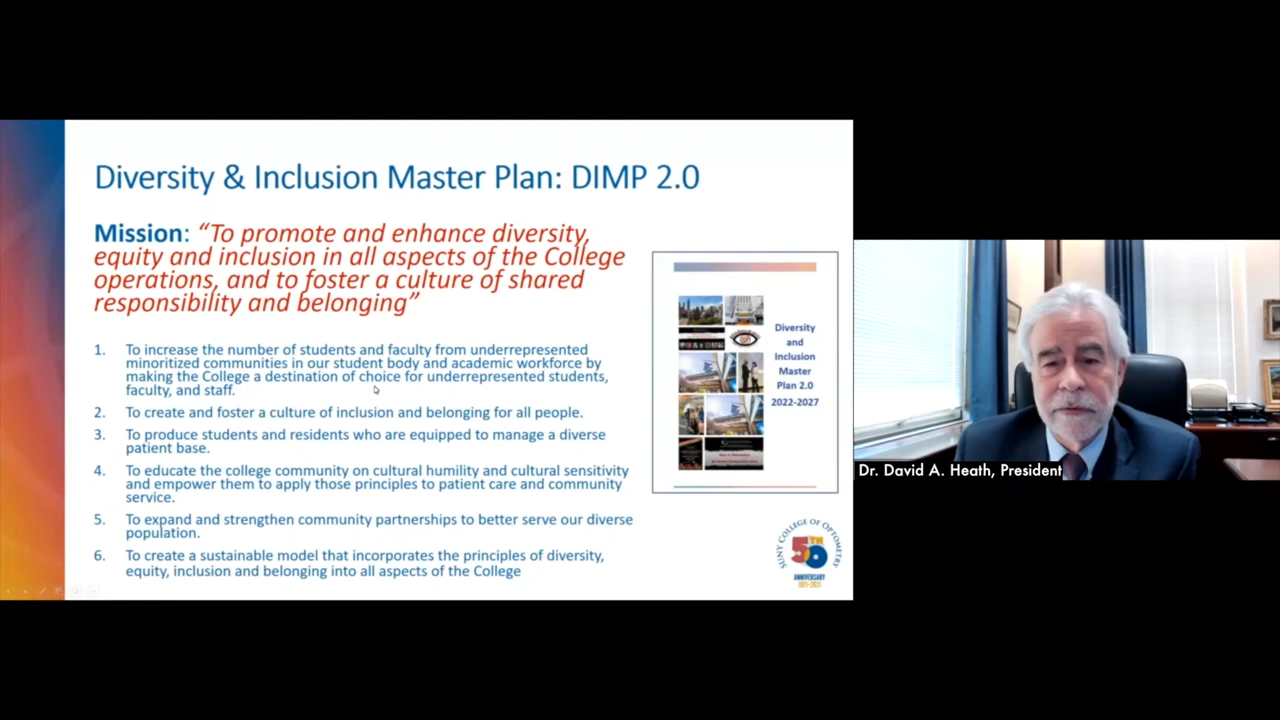 Diversity & Inclusion Master Plan: DIMP 2.0
Mission: “To promote and enhance diversity,
equity and inclusion in all aspects of the College
operations, and to foster a culture of shared
responsibility and belonging”
1. To increase the number of students and faculty from underrepresented
minoritized communities in our student body and academic workforce by
making the College a destination of choice for underrepresented students,
faculty, and staff.
2. To create and foster a culture of inclusion and belonging for all people.
3. To produce students and residents who are equipped to manage a diverse
patient base.
4. To educate the college community on cultural humility and cultural sensitivity
and empower them to apply those principles to patient care and community
service.
5. To expand and strengthen community partnerships to better serve our diverse
population.
6. To create a sustainable model that incorporates the principles of diversity,
equity, inclusion and belonging into all aspects of the College
Diversity
and
Inclusion
Master
Plan 2.0
2022-2027
SUNY COLLEGE OF OPTOMETRY
50TH
ANNIVERSARY
1971-2021
Dr. David A. Heath, President